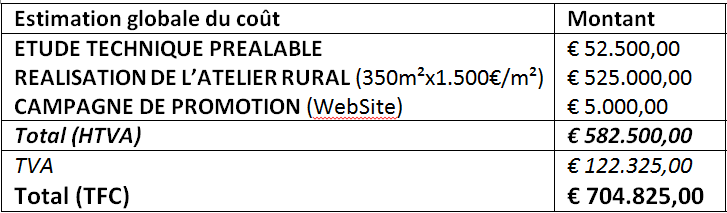 Estimation globale du coût Montant
ETUDE TECHNIQUE PREALABLE € 52.500,00
REALISATION DE L’ATELIER RURAL (350m²x1.500€/m²) € 525.000,00
CAMPAGNE DE PROMOTION (WebSite) € 5.000,00
Total (HTVA) € 582.500,00
TVA € 122.325,00
Total (TFC) € 704.825,00